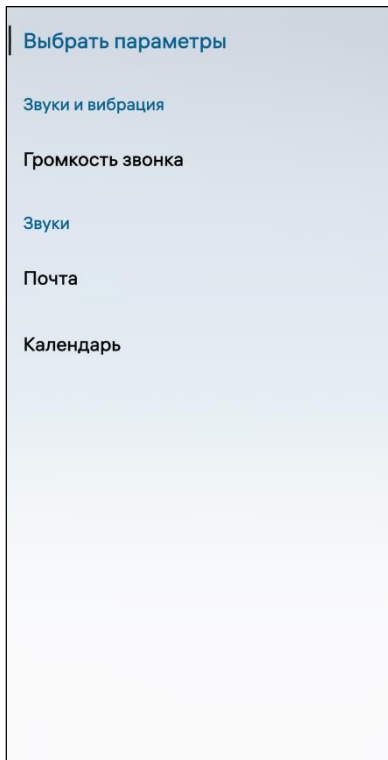 Выбрать параметры
Звуки и вибрация
Громкость звонка
Звуки
Почта
Календарь